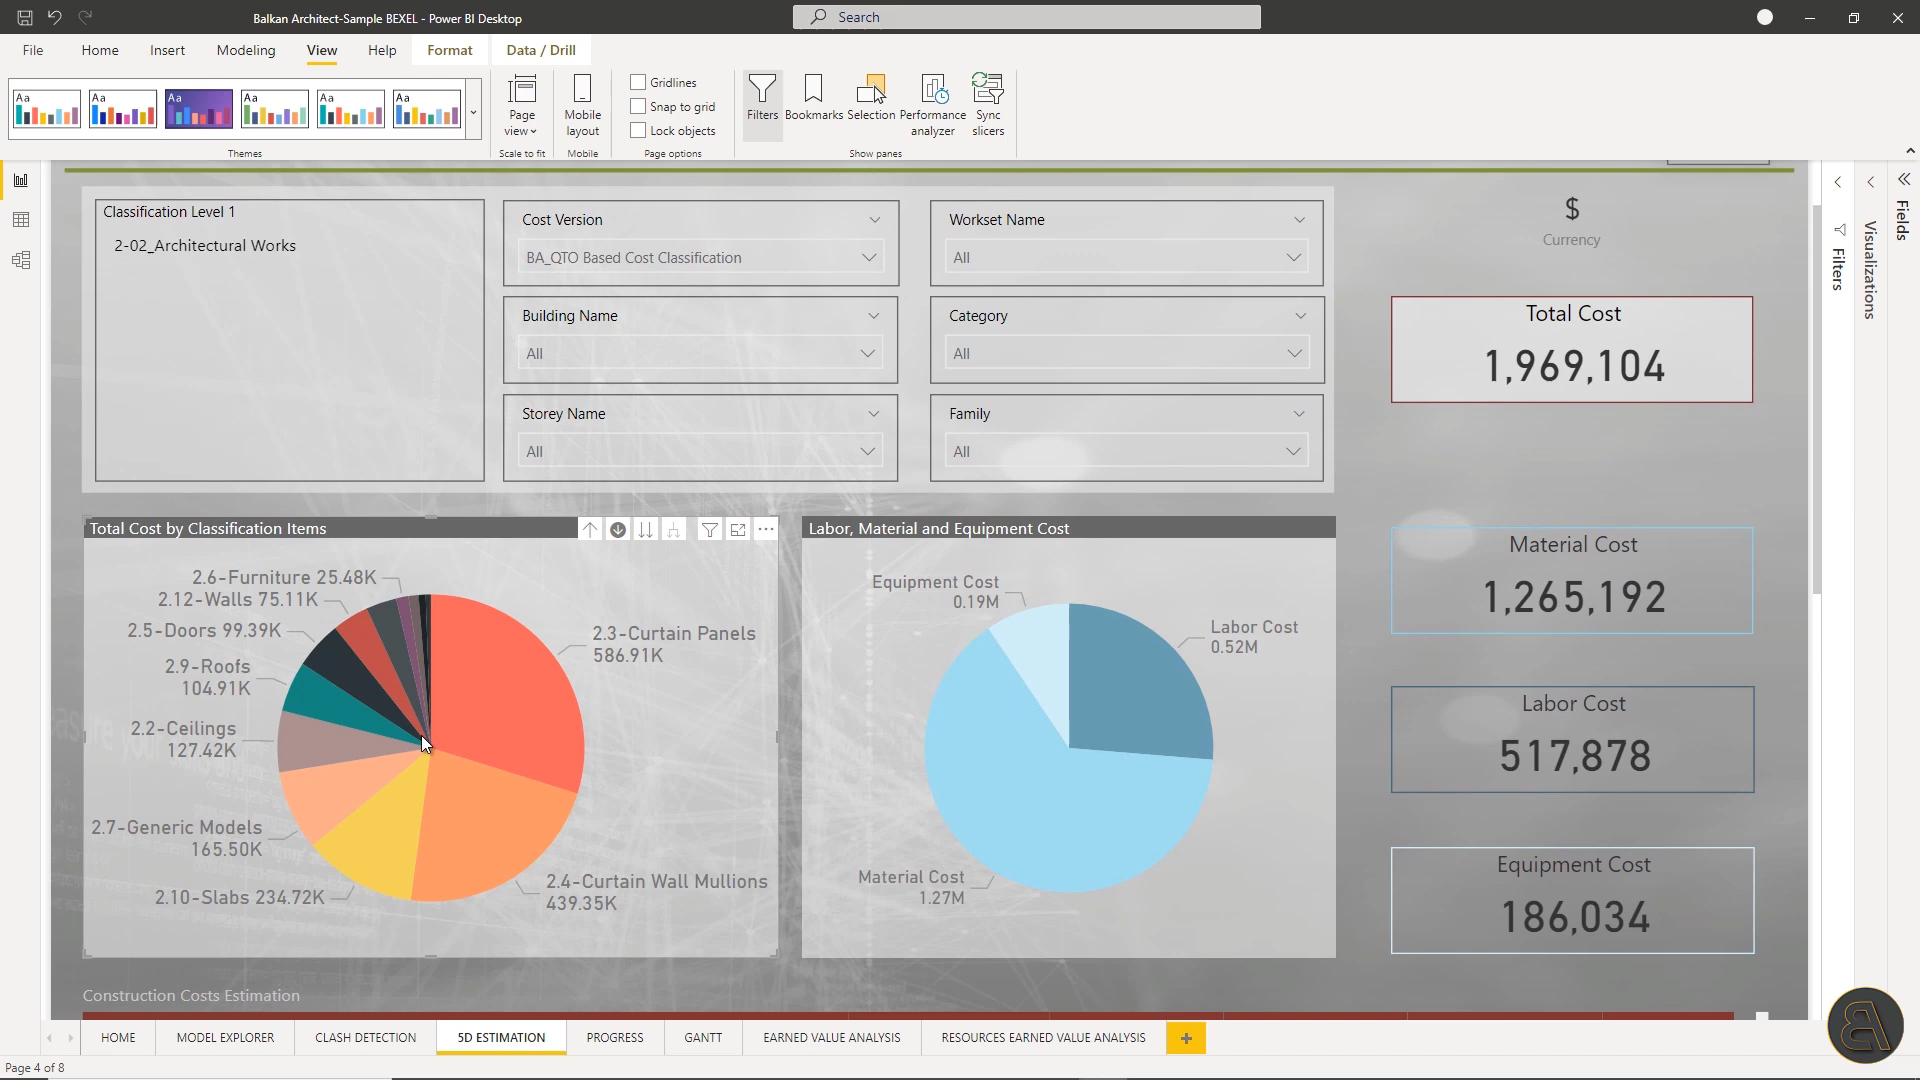 Balkan Architect-Sample BEXEL - Power BI Desktop
Search
File Home Insert Modeling View Help Format Data / Drill
Aa Aa Aa Aa Aa Aa
Themes
Page view
Scale to fit
Mobile layout
Mobile
Gridlines
Snap to grid
Lock objects
Page options
Filters
Bookmarks
Selection
Performance analyzer
Sync slicers
Show panes
Classification Level 1
2-02_Architectural Works
Cost Version
BA_QTO Based Cost Classification
Workset Name
All
Building Name
All
Category
All
Storey Name
All
Family
All
$
Currency
Total Cost
1,969,104
Filters
Visualizations
Fields
Total Cost by Classification Items
2.6-Furniture 25.48K
2.12-Walls 75.11K
2.5-Doors 99.39K
2.9-Roofs
104.91K
2.2-Ceilings
127.42K
2.7-Generic Models
165.50K
2.10-Slabs 234.72K
2.3-Curtain Panels
586.91K
2.4-Curtain Wall Mullions
439.35K
Labor, Material and Equipment Cost
Equipment Cost
0.19M
Labor Cost
0.52M
Material Cost
1.27M
Material Cost
1,265,192
Labor Cost
517,878
Equipment Cost
186,034
Construction Costs Estimation
HOME MODEL EXPLORER CLASH DETECTION 5D ESTIMATION PROGRESS GANTT EARNED VALUE ANALYSIS RESOURCES EARNED VALUE ANALYSIS +
Page 4 of 8